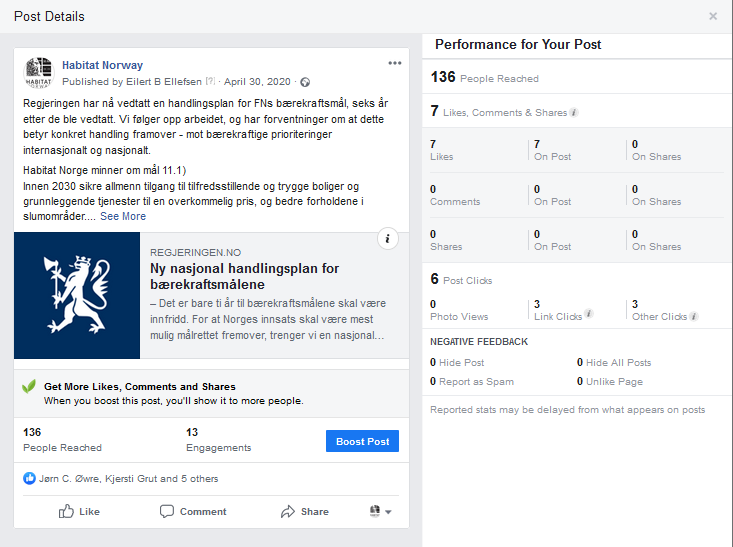 Post Details
Habitat Norway
Published by Eilert B Ellefsen [?] · April 30, 2020 ·
HABITAT
Regjeringen har nå vedtatt en handlingsplan for FNs bærekraftsmål, seks år
etter de ble vedtatt. Vi følger opp arbeidet, og har forventninger om at dette
betyr konkret handling framover - mot bærekraftige prioriteringer
internasjonalt og nasjonalt.
Habitat Norge minner om mål 11.1)
Innen 2030 sikre allmenn tilgang til tilfredsstillende og trygge boliger og
grunnleggende tjenester til en overkommelig pris, og bedre forholdene i
slumområder.... See More
REGJERINGEN.NO
Ny nasjonal handlingsplan for
bærekraftsmålene
– Det er bare ti år til bærekraftsmålene skal være
innfridd. For at Norges innsats skal være mest
mulig målrettet fremover, trenger vi en nasjonal...
Get More Likes, Comments and Shares
When you boost this post, you'll show it to more people.
136 13
People Reached Engagements
Boost Post
Jørn C. Øwre, Kjersti Grut and 5 others
Like Comment Share
Performance for Your Post
136 People Reached
7 Likes, Comments & Shares
7 7 0
Likes On Post On Shares
0 0 0
Comments On Post On Shares
0 0 0
Shares On Post On Shares
6 Post Clicks
0 3 3
Photo Views Link Clicks Other Clicks
NEGATIVE FEEDBACK
0 Hide Post 0 Hide All Posts
0 Report as Spam 0 Unlike Page
Reported stats may be delayed from what appears on posts